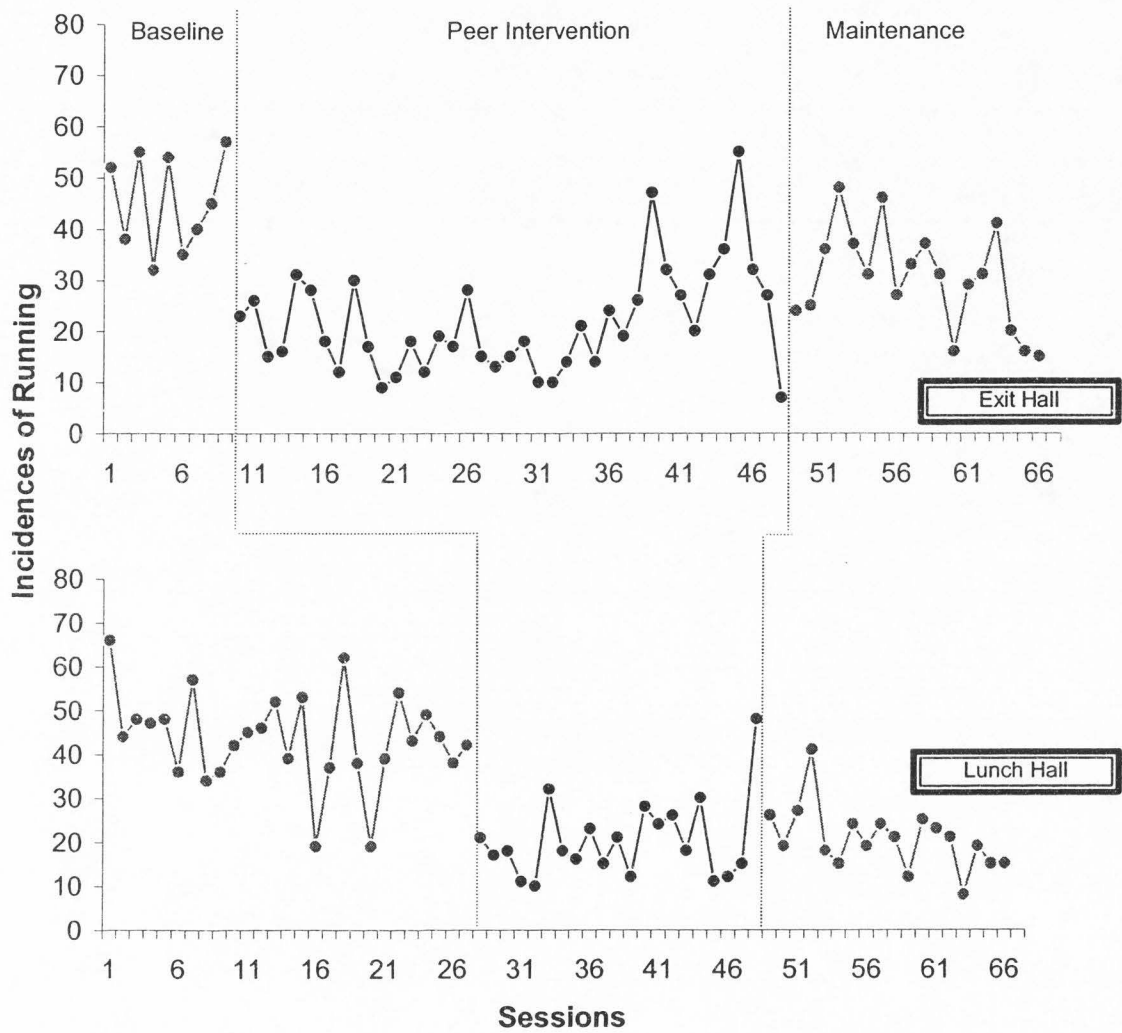 80 Baseline Peer Intervention Maintenance
70
60
50
40
30
20
10
0
Exit Hall
1 6 11 16 21 26 31 36 41 46 51 56 61 66
Incidences of Running
80
70
60
50
40
30
20
10
0
Lunch Hall
1 6 11 16 21 26 31 36 41 46 51 56 61 66
Sessions